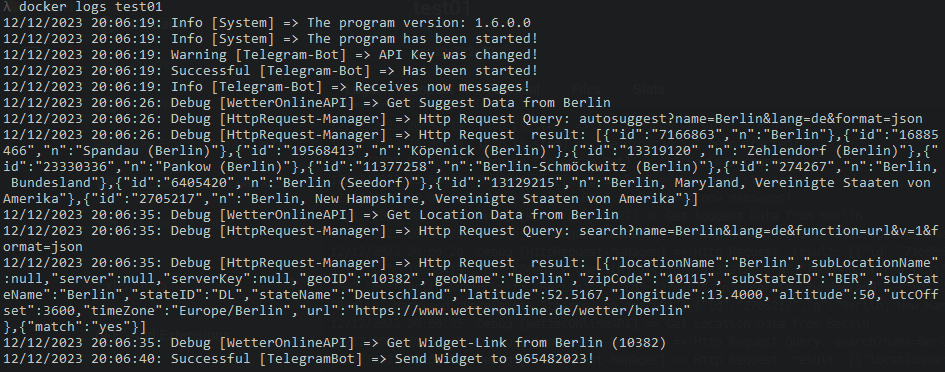 λ docker logs test01
12/12/2023 20:06:19: Info [System] => The program version: 1.6.0.0
12/12/2023 20:06:19: Info [System] => The program has been started!
12/12/2023 20:06:19: Warning [Telegram-Bot] => API Key was changed!
12/12/2023 20:06:19: Successful [Telegram-Bot] => Has been started!
12/12/2023 20:06:19: Info [Telegram-Bot] => Receives now messages!
12/12/2023 20:06:26: Debug [WetterOnlineAPI] => Get Suggest Data from Berlin
12/12/2023 20:06:26: Debug [HttpRequest-Manager] => Http Request Query: autosuggest?name=Berlin&lang=de&format=json
12/12/2023 20:06:26: Debug [HttpRequest-Manager] => Http Request  result: [{"id":"7166863","n":"Berlin"},{"id":"16885
466","n":"Spandau (Berlin)"},{"id":"19568413","n":"Köpenick (Berlin)"},{"id":"13319120","n":"Zehlendorf (Berlin)"},{"
id":"23330336","n":"Pankow (Berlin)"},{"id":"11377258","n":"Berlin-Schmöckwitz (Berlin)"},{"id":"274267","n":"Berlin,
 Bundesland"},{"id":"6405420","n":"Berlin (Seedorf)"},{"id":"13129215","n":"Berlin, Maryland, Vereinigte Staaten von
Amerika"},{"id":"2705217","n":"Berlin, New Hampshire, Vereinigte Staaten von Amerika"}]
12/12/2023 20:06:35: Debug [WetterOnlineAPI] => Get Location Data from Berlin
12/12/2023 20:06:35: Debug [HttpRequest-Manager] => Http Request Query: search?name=Berlin&lang=de&function=url&v=1&f
ormat=json
12/12/2023 20:06:35: Debug [HttpRequest-Manager] => Http Request  result: [{"locationName":"Berlin","subLocationName"
:null,"server":null,"serverKey":null,"geoID":"10382","geoName":"Berlin","zipCode":"10115","subStateID":"BER","subStat
eName":"Berlin","stateID":"DL","stateName":"Deutschland","latitude":52.5167,"longitude":13.4000,"altitude":50,"utcOff
set":3600,"timeZone":"Europe/Berlin","url":"https://www.wetteronline.de/wetter/berlin"
},{"match":"yes"}]
12/12/2023 20:06:35: Debug [WetterOnlineAPI] => Get Widget-Link from Berlin (10382)
12/12/2023 20:06:40: Successful [TelegramBot] => Send Widget to 965482023!